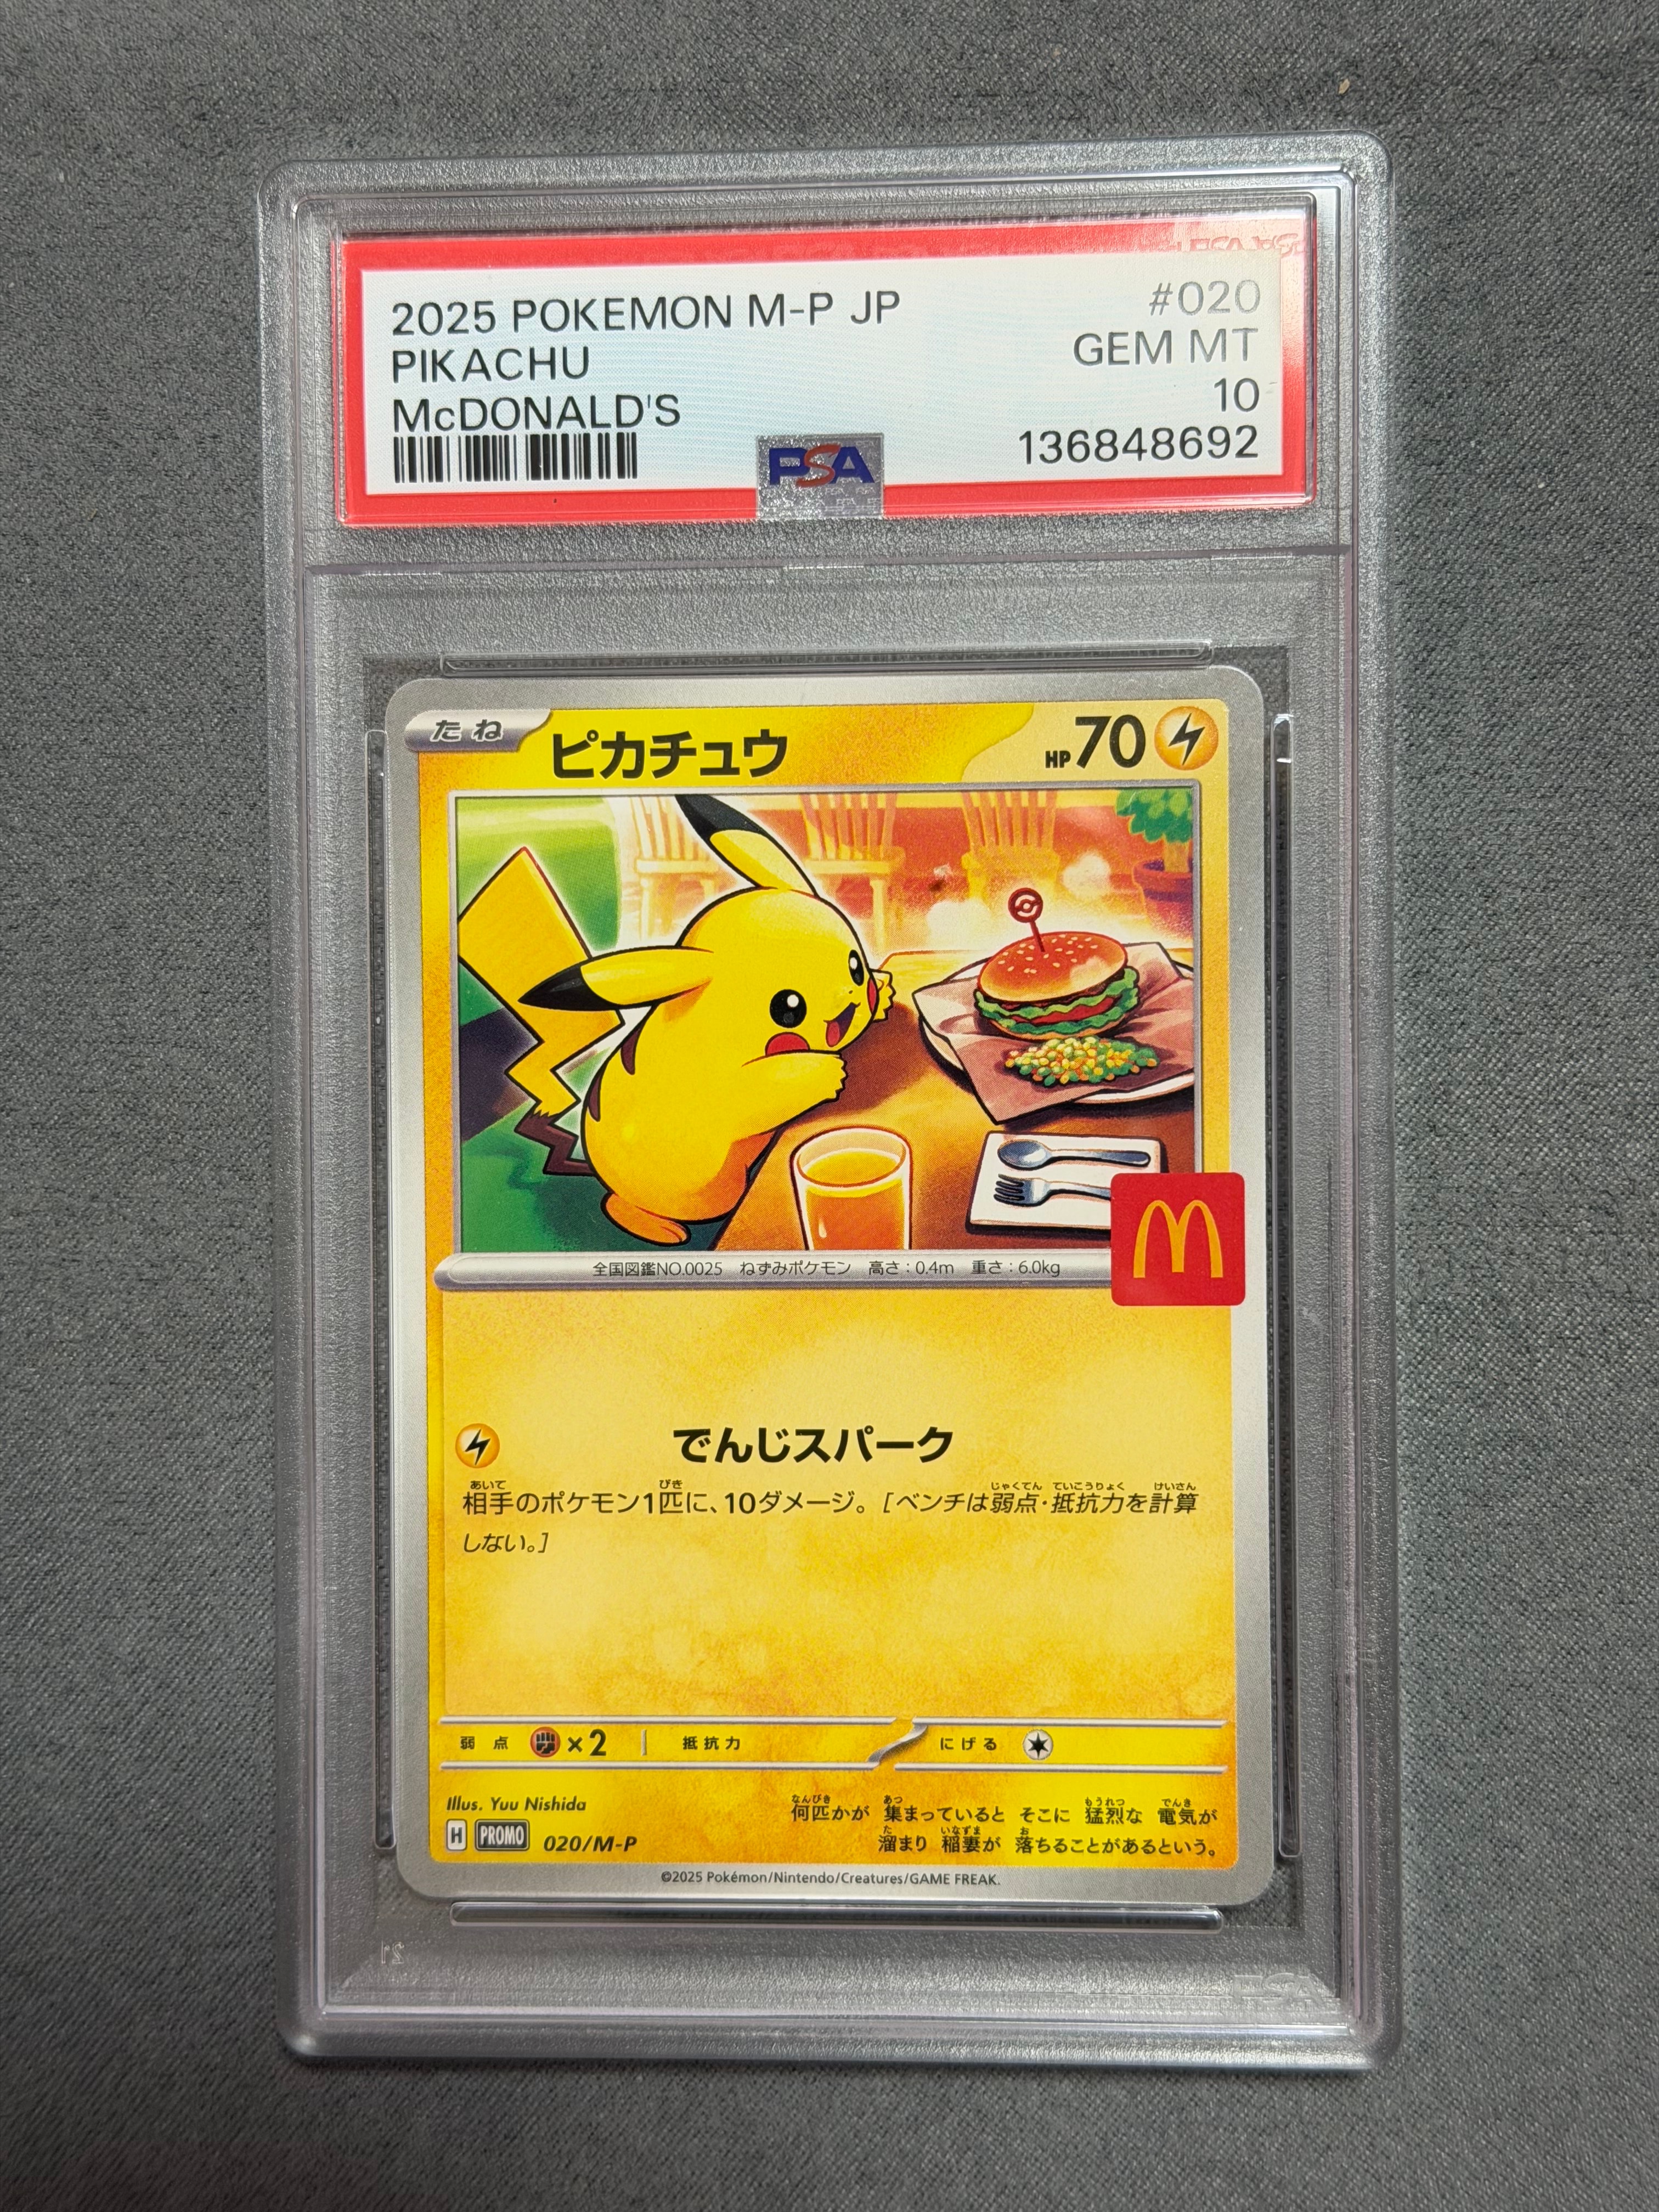 2025 POKEMON M-P JP #020
PIKACHU GEM MT
McDONALD'S 10
136848692
PSA
たね ピカチュウ HP70
全国図鑑NO.0025 ねずみポケモン 高さ:0.4m 重さ:6.0kg
M
でんじスパーク
相手のポケモン1匹に、10ダメージ。[ベンチは弱点・抵抗力を計算
しない。]
弱点 ×2 抵抗力 にげる
Illus. Yuu Nishida
H PROMO 020/M-P
何匹かが 集まっていると そこに 猛烈な 電気が
溜まり 稲妻が 落ちることがあるという。
©2025 Pokémon/Nintendo/Creatures/GAME FREAK.